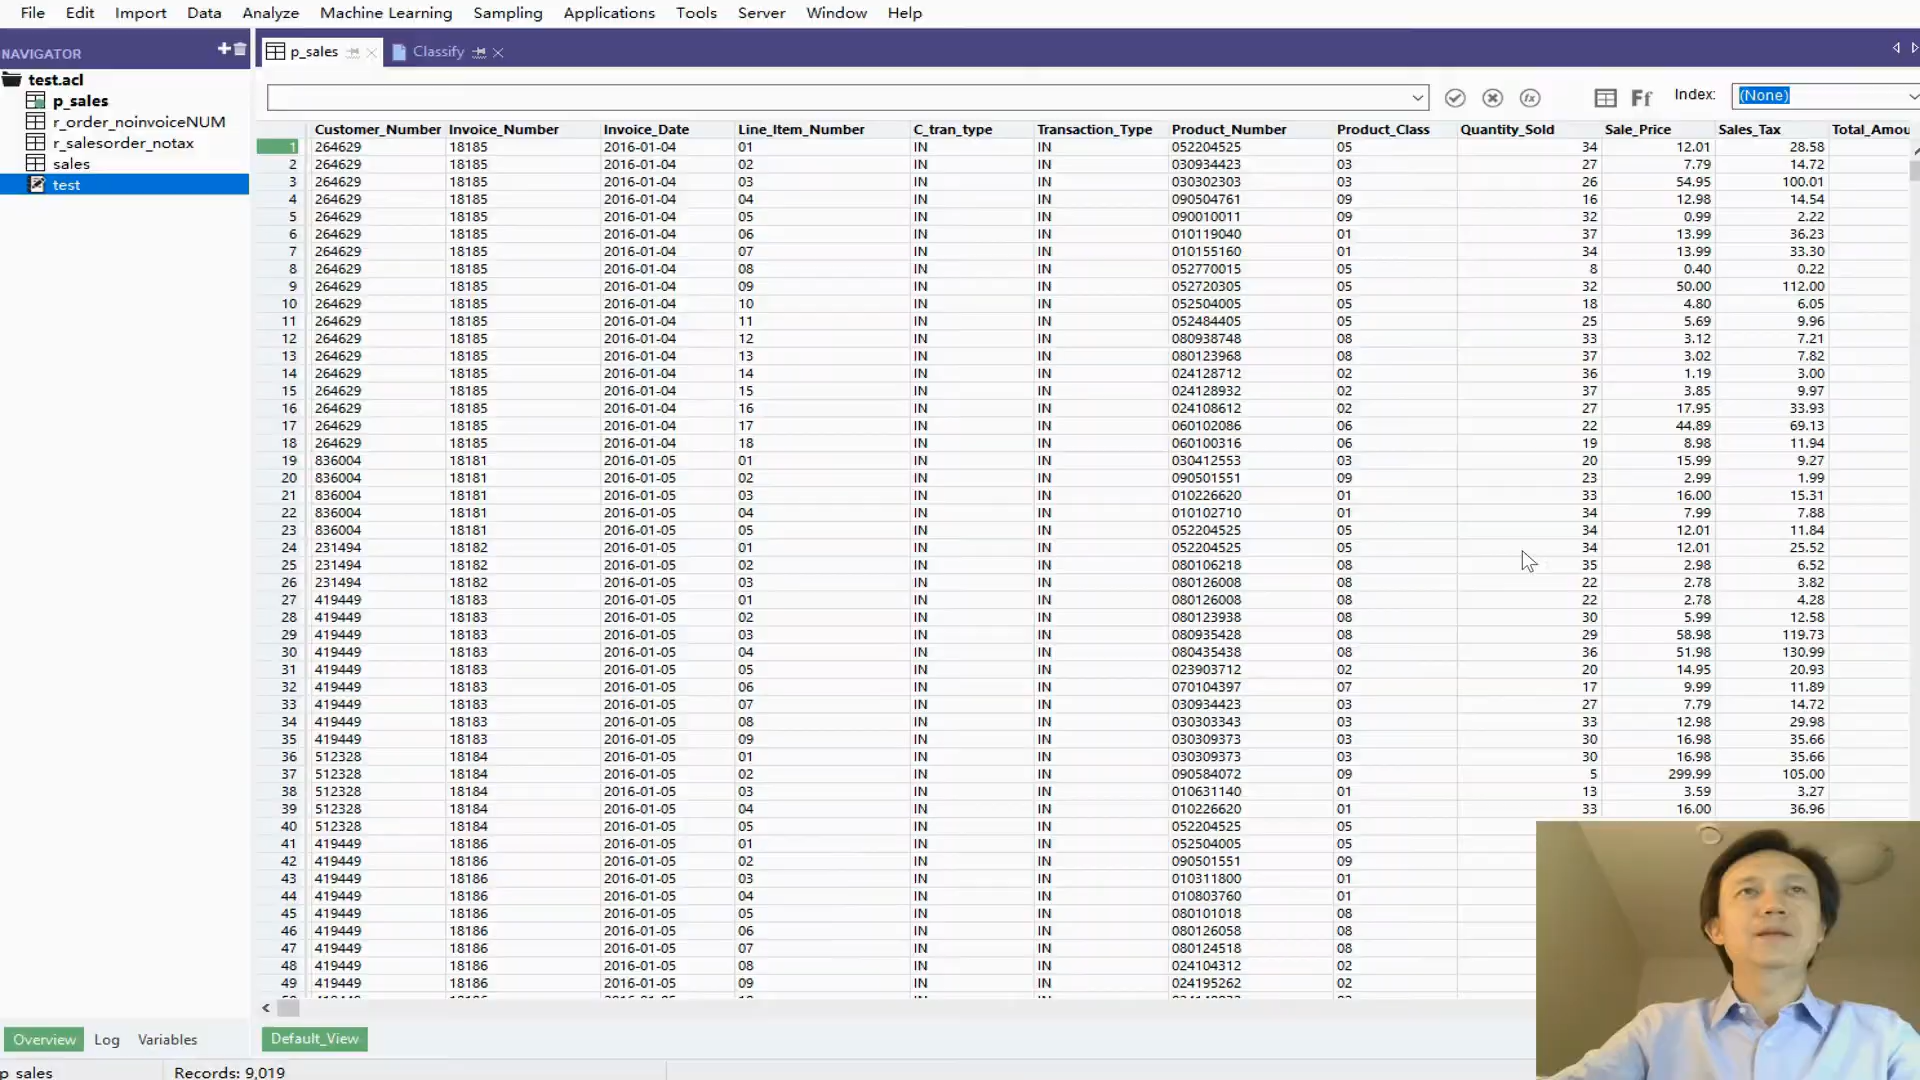 File Edit Import Data Analyze Machine Learning Sampling Applications Tools Server Window Help
NAVIGATOR
test.acl
p_sales
r_order_noinvoiceNUM
r_salesorder_notax
sales
test
p_sales Classify
Index: (None)
Customer_Number Invoice_Number Invoice_Date Line_Item_Number C_tran_type Transaction_Type Product_Number Product_Class Quantity_Sold Sale_Price Sales_Tax Total_Amou
1 264629 18185 2016-01-04 01 IN IN 052204525 05 34 12.01 28.58
2 264629 18185 2016-01-04 02 IN IN 030934423 03 27 7.79 14.72
3 264629 18185 2016-01-04 03 IN IN 030302303 03 26 54.95 100.01
4 264629 18185 2016-01-04 04 IN IN 090504761 09 16 12.98 14.54
5 264629 18185 2016-01-04 05 IN IN 090010011 09 32 0.99 2.22
6 264629 18185 2016-01-04 06 IN IN 010119040 01 37 13.99 36.23
7 264629 18185 2016-01-04 07 IN IN 010155160 01 34 13.99 33.30
8 264629 18185 2016-01-04 08 IN IN 052770015 05 8 0.40 0.22
9 264629 18185 2016-01-04 09 IN IN 052720305 05 32 50.00 112.00
10 264629 18185 2016-01-04 10 IN IN 052504005 05 18 4.80 6.05
11 264629 18185 2016-01-04 11 IN IN 052484405 05 25 5.69 9.96
12 264629 18185 2016-01-04 12 IN IN 080938748 08 33 3.12 7.21
13 264629 18185 2016-01-04 13 IN IN 080123968 08 37 3.02 7.82
14 264629 18185 2016-01-04 14 IN IN 024128712 02 36 1.19 3.00
15 264629 18185 2016-01-04 15 IN IN 024128932 02 37 3.85 9.97
16 264629 18185 2016-01-04 16 IN IN 024108612 02 27 17.95 33.93
17 264629 18185 2016-01-04 17 IN IN 060102086 06 22 44.89 69.13
18 264629 18185 2016-01-04 18 IN IN 060100316 06 19 8.98 11.94
19 836004 18181 2016-01-05 01 IN IN 030412553 03 20 15.99 9.27
20 836004 18181 2016-01-05 02 IN IN 090501551 09 23 2.99 1.99
21 836004 18181 2016-01-05 03 IN IN 010226620 01 33 16.00 15.31
22 836004 18181 2016-01-05 04 IN IN 010102710 01 34 7.99 7.88
23 836004 18181 2016-01-05 05 IN IN 052204525 05 34 12.01 11.84
24 231494 18182 2016-01-05 01 IN IN 052204525 05 34 12.01 25.52
25 231494 18182 2016-01-05 02 IN IN 080106218 08 35 2.98 6.52
26 231494 18182 2016-01-05 03 IN IN 080126008 08 22 2.78 3.82
27 419449 18183 2016-01-05 01 IN IN 080126008 08 22 2.78 4.28
28 419449 18183 2016-01-05 02 IN IN 080123938 08 30 5.99 12.58
29 419449 18183 2016-01-05 03 IN IN 080935428 08 29 58.98 119.73
30 419449 18183 2016-01-05 04 IN IN 080435438 08 36 51.98 130.99
31 419449 18183 2016-01-05 05 IN IN 023903712 02 20 14.95 20.93
32 419449 18183 2016-01-05 06 IN IN 070104397 07 17 9.99 11.89
33 419449 18183 2016-01-05 07 IN IN 030934423 03 27 7.79 14.72
34 419449 18183 2016-01-05 08 IN IN 030303343 03 33 12.98 29.98
35 419449 18183 2016-01-05 09 IN IN 030309373 03 30 16.98 35.66
36 512328 18184 2016-01-05 01 IN IN 030309373 03 30 16.98 35.66
37 512328 18184 2016-01-05 02 IN IN 090584072 09 5 299.99 105.00
38 512328 18184 2016-01-05 03 IN IN 010631140 01 13 3.59 3.27
39 512328 18184 2016-01-05 04 IN IN 010226620 01 33 16.00 36.96
40 512328 18184 2016-01-05 05 IN IN 052204525 05
41 419449 18186 2016-01-05 01 IN IN 052504005 05
42 419449 18186 2016-01-05 02 IN IN 090501551 09
43 419449 18186 2016-01-05 03 IN IN 010311800 01
44 419449 18186 2016-01-05 04 IN IN 010803760 01
45 419449 18186 2016-01-05 05 IN IN 080101018 08
46 419449 18186 2016-01-05 06 IN IN 080126058 08
47 419449 18186 2016-01-05 07 IN IN 080124518 08
48 419449 18186 2016-01-05 08 IN IN 024104312 02
49 419449 18186 2016-01-05 09 IN IN 024195262 02
Overview Log Variables Default_View
p sales Records: 9,019